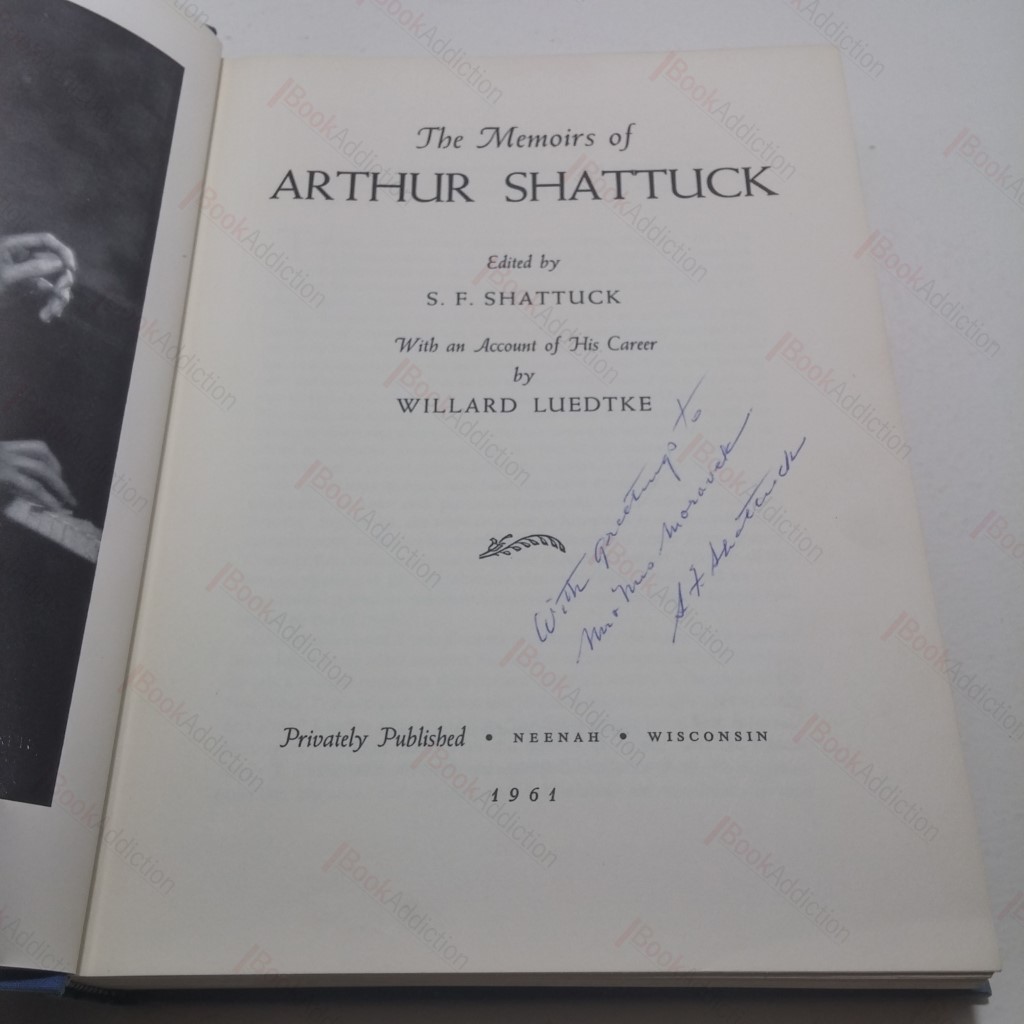 The Memoirs of
ARTHUR SHATTUCK
Edited by
S. F. SHATTUCK
With an Account of His Career
by
WILLARD LUEDTKE
With greetings to
Mr & Mrs Moravek
S F Shattuck
Privately Published • NEENAH • WISCONSIN
1961
BookAddiction